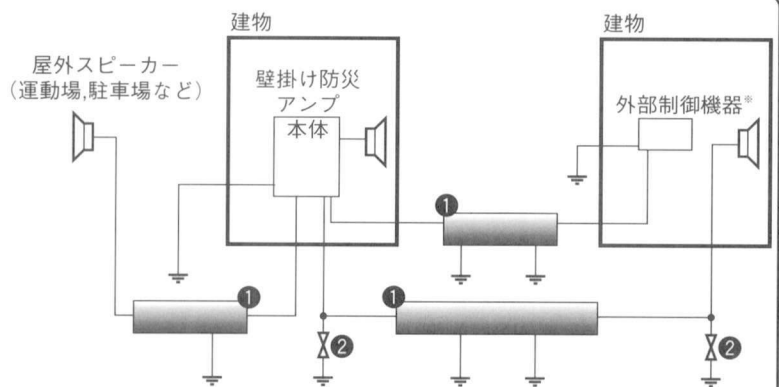 建物
屋外スピーカー
（運動場,駐車場など）
壁掛け防災
アンプ
本体
建物
外部制御機器※
❶
❶
❶
❷
❷